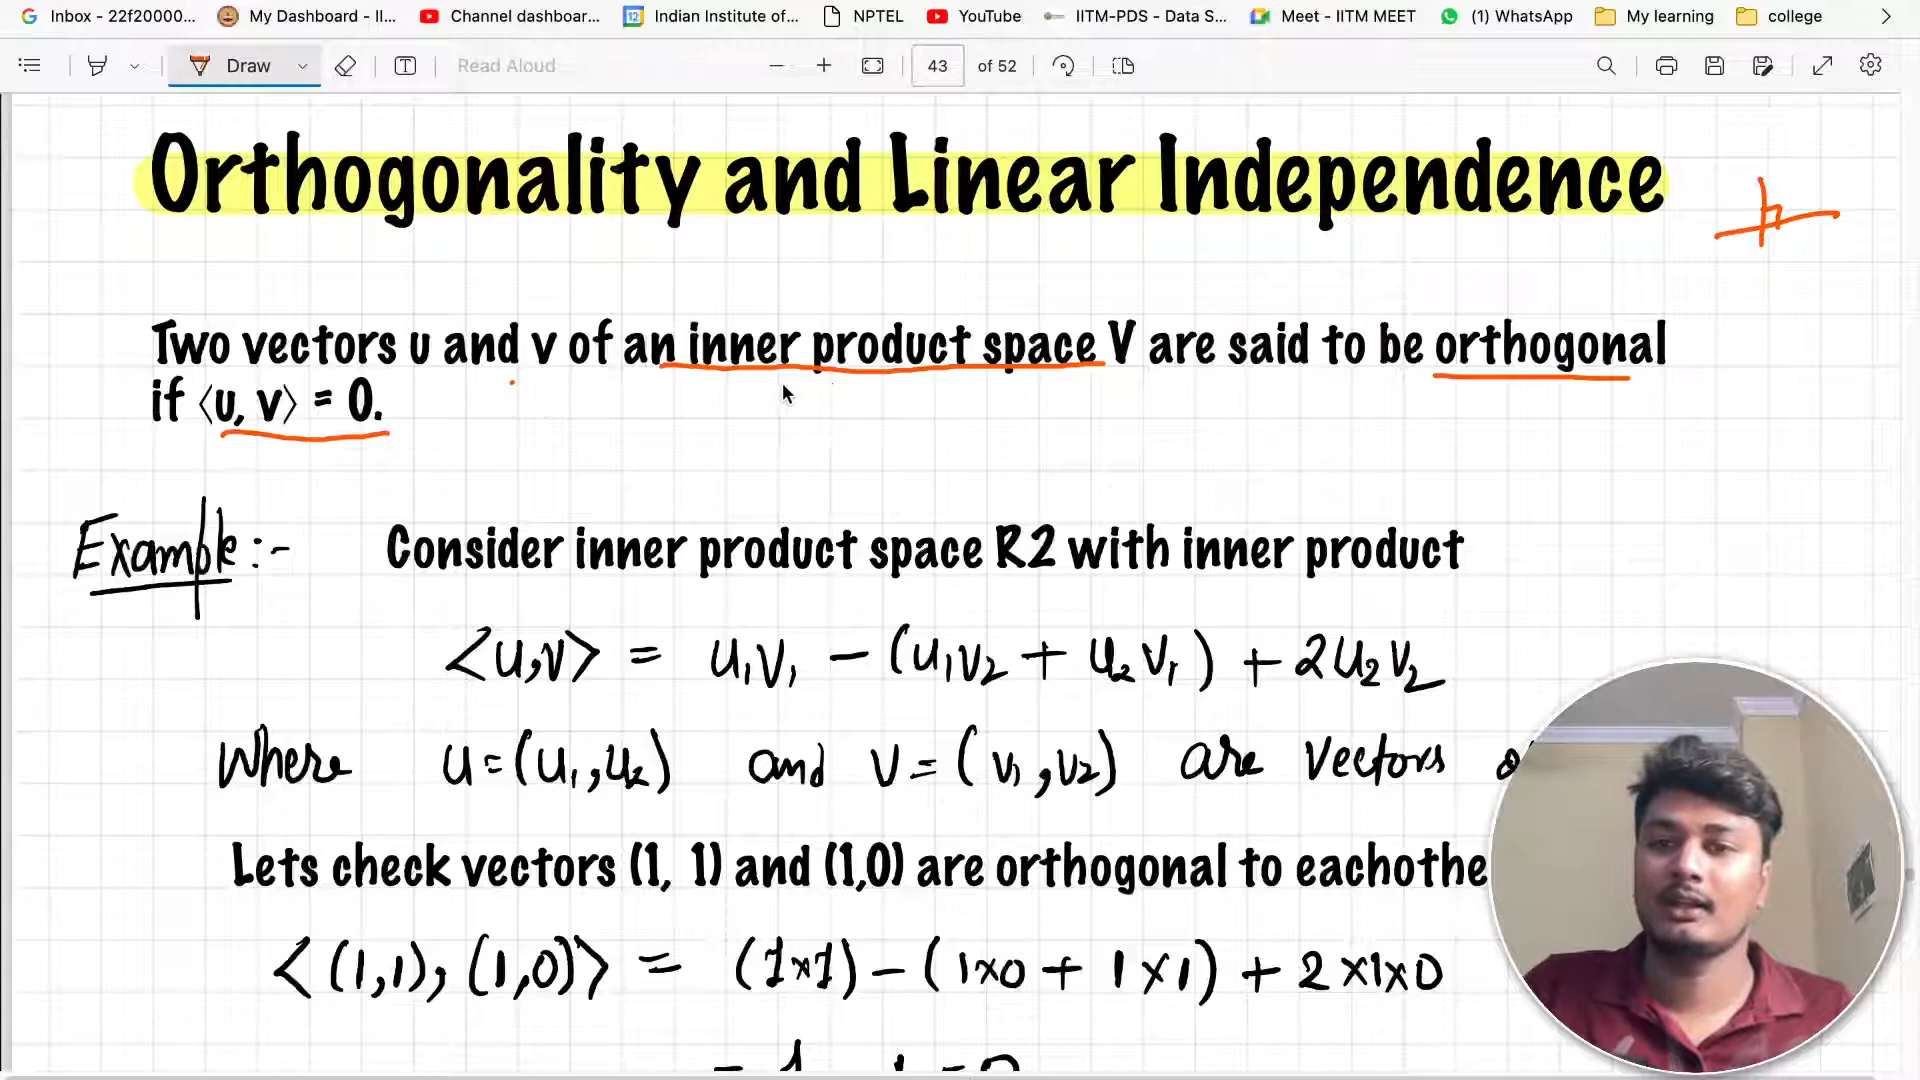 Inbox - 22f20000... My Dashboard - II... Channel dashboar... Indian Institute of... NPTEL YouTube IITM-PDS - Data S... Meet - IITM MEET (1) WhatsApp My learning college
Draw Read Aloud 43 of 52
Orthogonality and Linear Independence
Two vectors u and v of an inner product space V are said to be orthogonal
if ⟨u, v⟩ = 0.
Example :- Consider inner product space R2 with inner product
<u,v> = u₁v₁ - (u₁v₂ + u₂v₁) + 2u₂v₂
Where u=(u₁,u₂) and v=(v₁,v₂) are vectors
Lets check vectors (1, 1) and (1,0) are orthogonal to eachothe
<(1,1), (1,0)> = (1×1) - (1×0 + 1×1) + 2×1×0